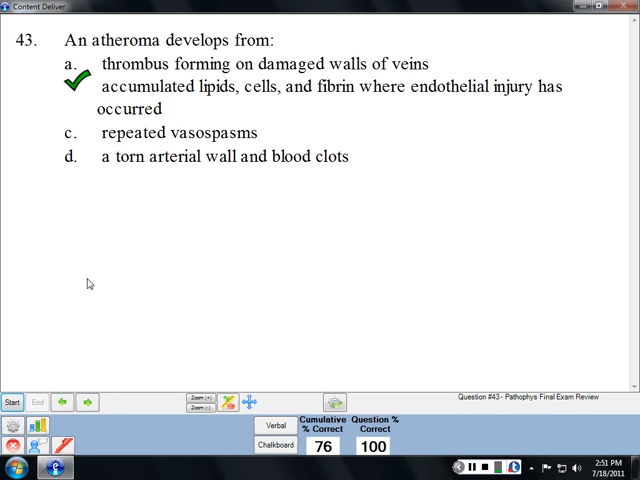 Content Deliver
43. An atheroma develops from:
a. thrombus forming on damaged walls of veins
accumulated lipids, cells, and fibrin where endothelial injury has
occurred
c. repeated vasospasms
d. a torn arterial wall and blood clots
Start End Zoom (+) Zoom (-) Question #43 - Pathophys Final Exam Review
Verbal Cumulative % Correct Question % Correct
Chalkboard 76 100
2:51 PM
7/18/2011